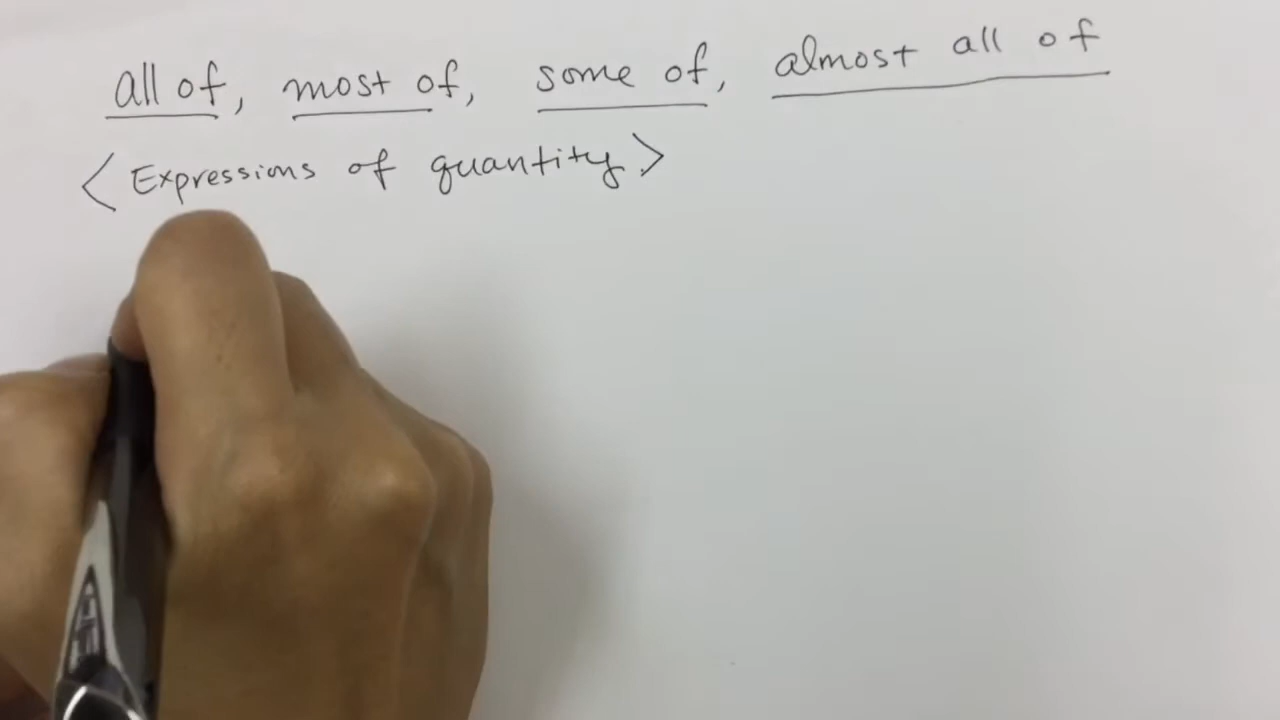 all of, most of, some of, almost all of
<Expressions of quantity>